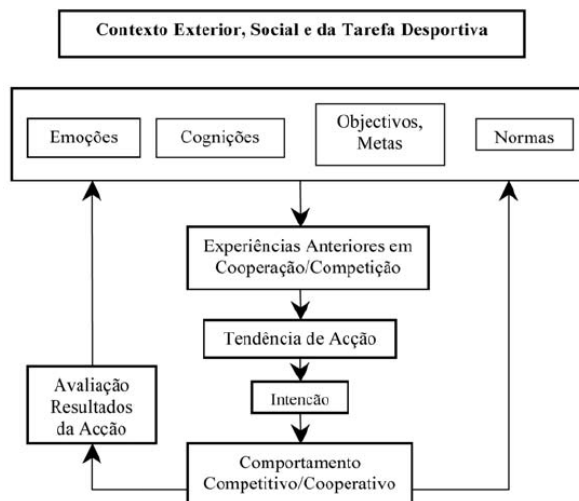 Contexto Exterior, Social e da Tarefa Desportiva
Emoções
Cognições
Objectivos,
Metas
Normas
Experiências Anteriores em
Cooperação/Competição
Tendência de Acção
Intenção
Avaliação
Resultados
da Acção
Comportamento
Competitivo/Cooperativo